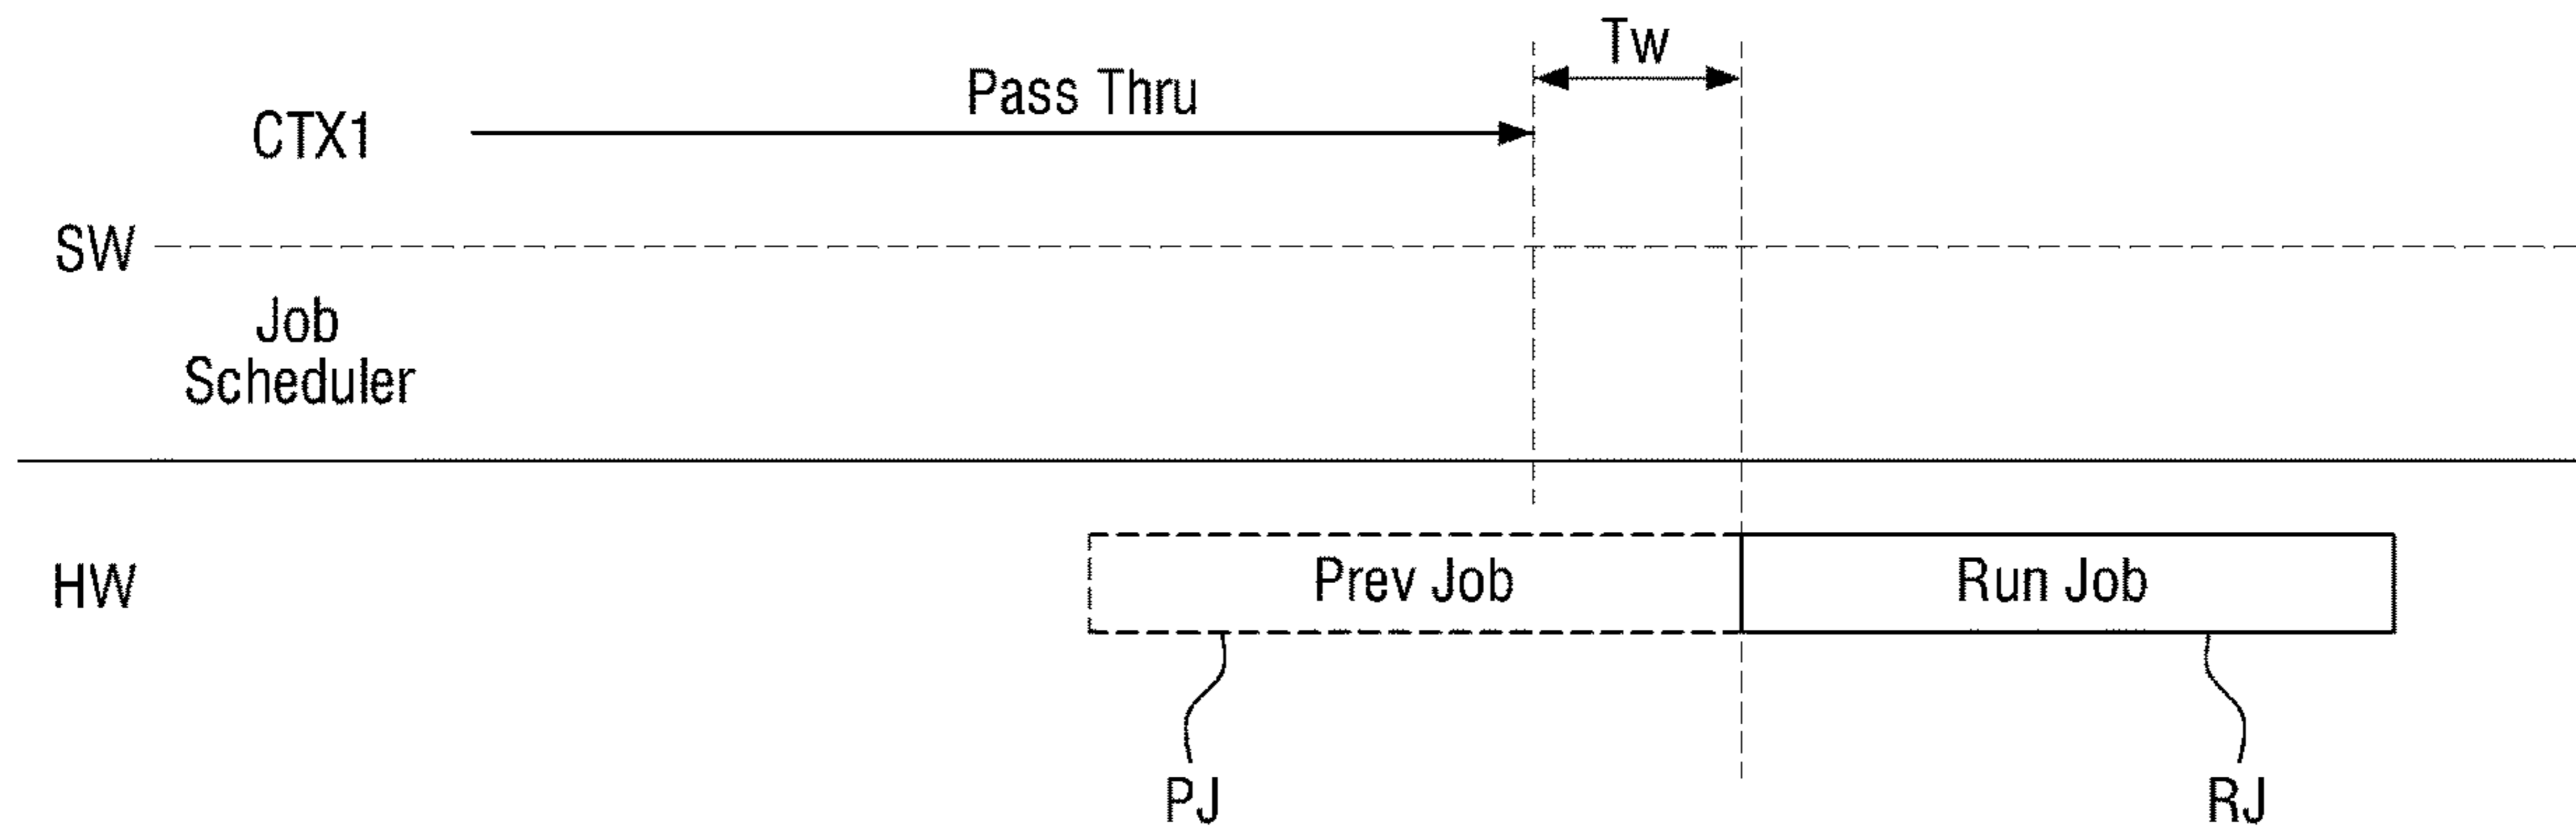 Tw
Pass Thru
CTX1
SW
Job
Scheduler
HW
Prev Job
Run Job
PJ
RJ